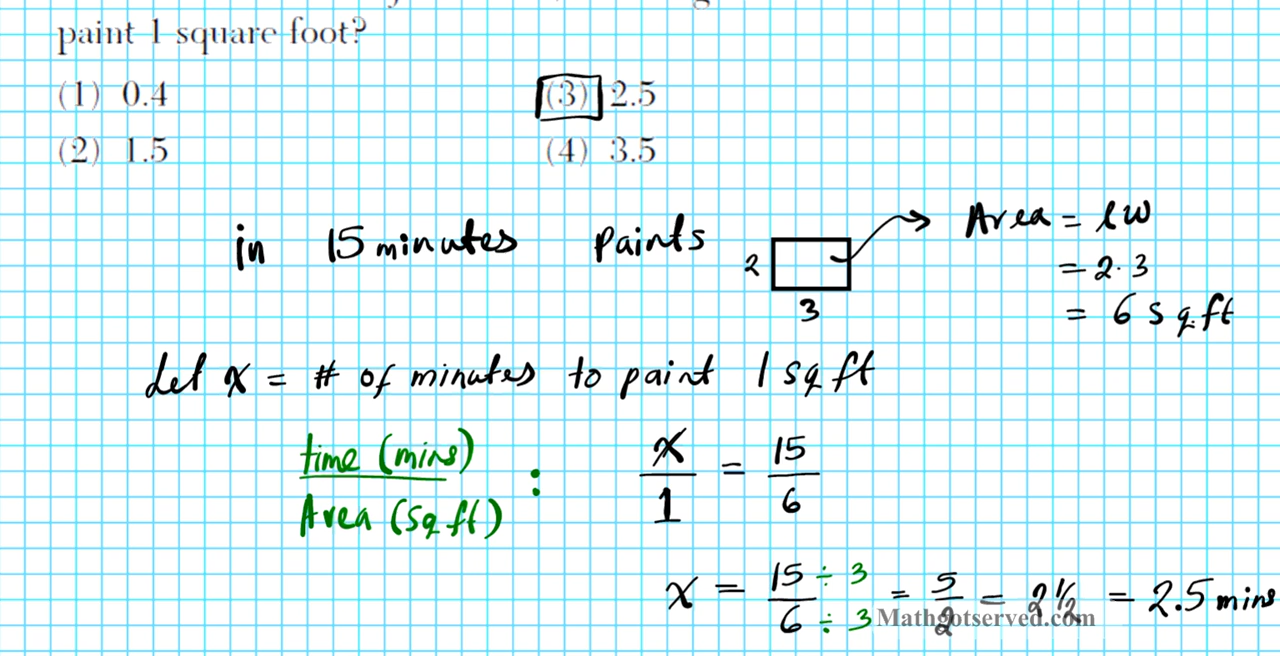 paint 1 square foot?
(1) 0.4 (3) 2.5
(2) 1.5 (4) 3.5
in 15 minutes paints 2 3 Area = lw
= 2·3
= 6 sq.ft
Let x = # of minutes to paint 1 sq ft
time (mins) / Area (sq ft) : x/1 = 15/6
x = 15 ÷ 3 / 6 ÷ 3 = 5/2 = 2 1/2 = 2.5 mins
Mathgotserved.com